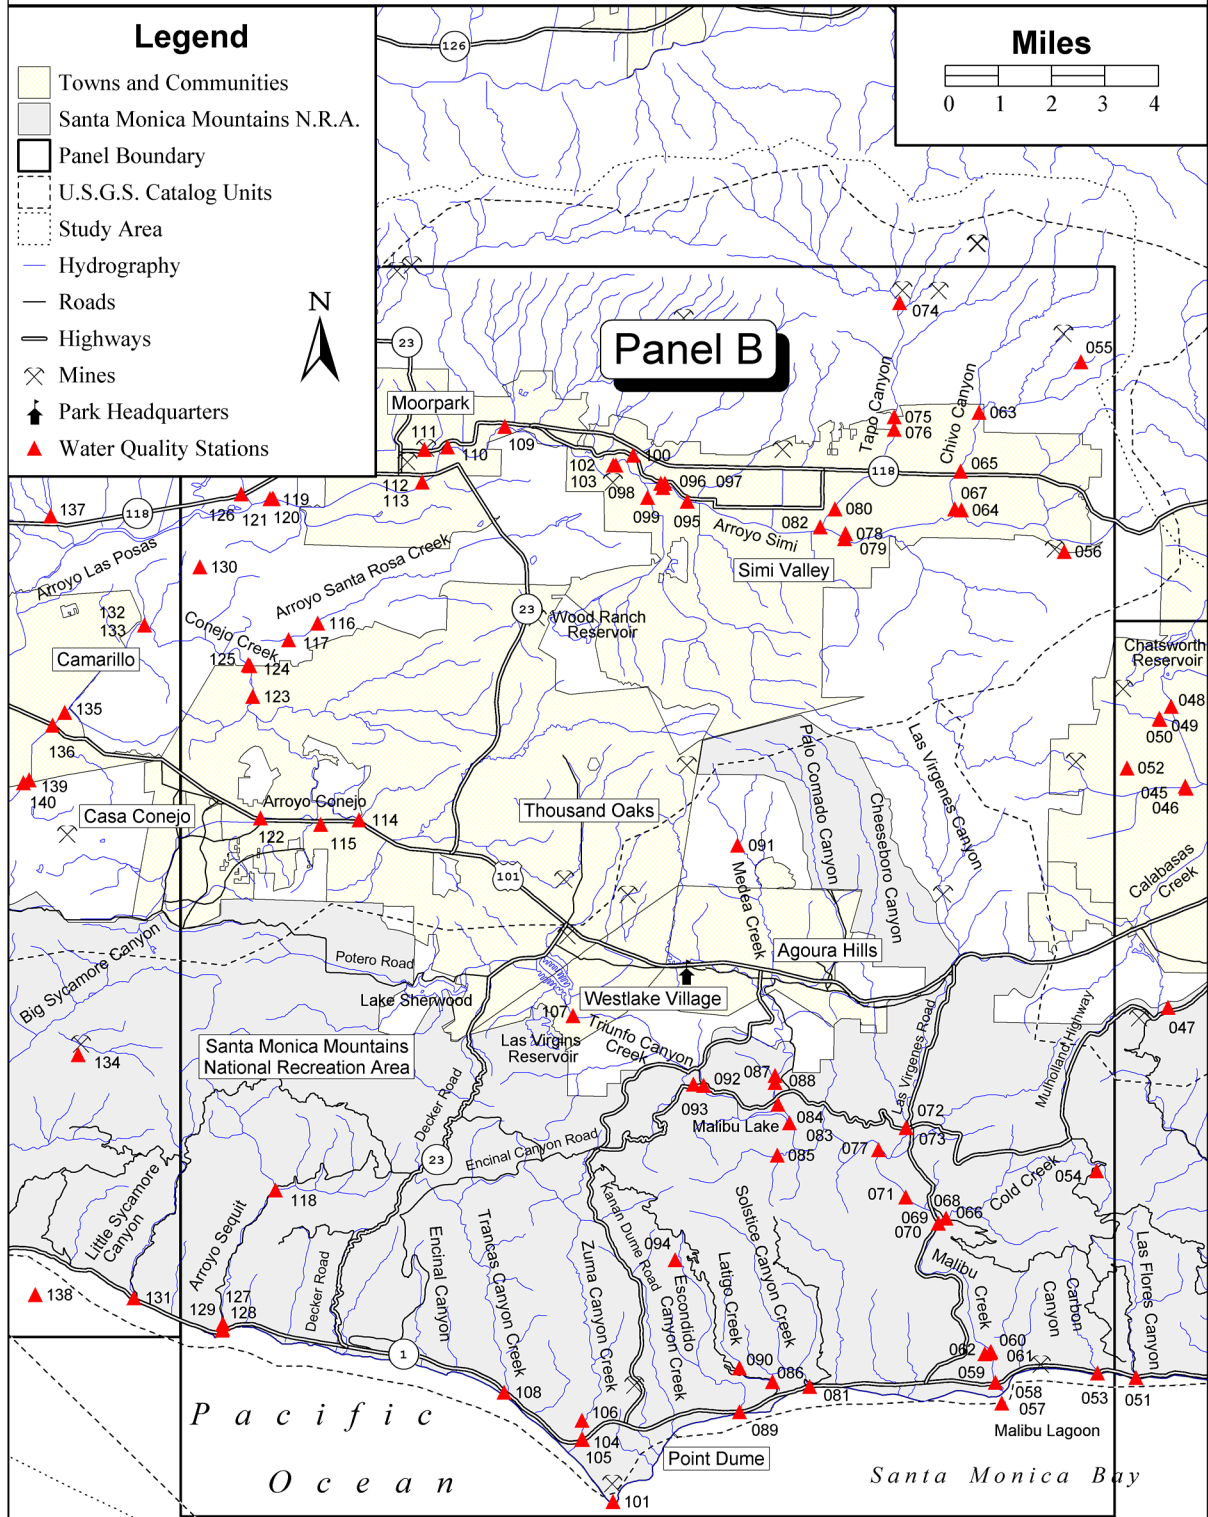 Legend
Towns and Communities
Santa Monica Mountains N.R.A.
Panel Boundary
U.S.G.S. Catalog Units
Study Area
Hydrography
Roads
Highways
Mines
Park Headquarters
Water Quality Stations
N
Miles
0 1 2 3 4
126
Panel B
23
074
055
Moorpark
Tapo Canyon
Chivo Canyon
075
076
063
111
109
110
100
102
103
118
065
112
113
098
096 097
099
095
067
064
080
082
078
079
056
Arroyo Simi
Simi Valley
137
118
126
121
119
120
Arroyo Las Posas
130
Arroyo Santa Rosa Creek
132
133
116
117
23
Wood Ranch
Reservoir
Camarillo
Conejo Creek
125
124
123
Chatsworth
Reservoir
048
049
050
052
045
046
135
136
139
140
Casa Conejo
Arroyo Conejo
122
115
114
Thousand Oaks
101
091
Palo Comado Canyon
Cheeseboro Canyon
Las Virgenes Canyon
Medea Creek
Calabasas
Creek
Agoura Hills
Big Sycamore Canyon
Potero Road
Lake Sherwood
Westlake Village
107
Triunfo Canyon
Creek
Las Virgins
Reservoir
Santa Monica Mountains
National Recreation Area
134
047
Las Virgenes Road
Mulholland Highway
Decker Road
087
088
092
093
084
083
Malibu Lake
085
072
073
077
23
Encinal Canyon Road
054
Cold Creek
071
068
066
069
070
118
Little Sycamore
Canyon
Arroyo Sequit
Decker Road
Encinal Canyon
Trancas Canyon Creek
Zuma Canyon Creek
Kanan Dume Road
094
Escondido
Canyon Creek
Latigo Creek
Solstice Canyon Creek
Malibu
Creek
Carbon
Canyon
Las Flores Canyon
138
131
127
129
128
1
060
062
061
059
058
057
053
051
090
086
081
089
108
106
104
105
101
Point Dume
Malibu Lagoon
Pacific
Ocean
Santa Monica Bay